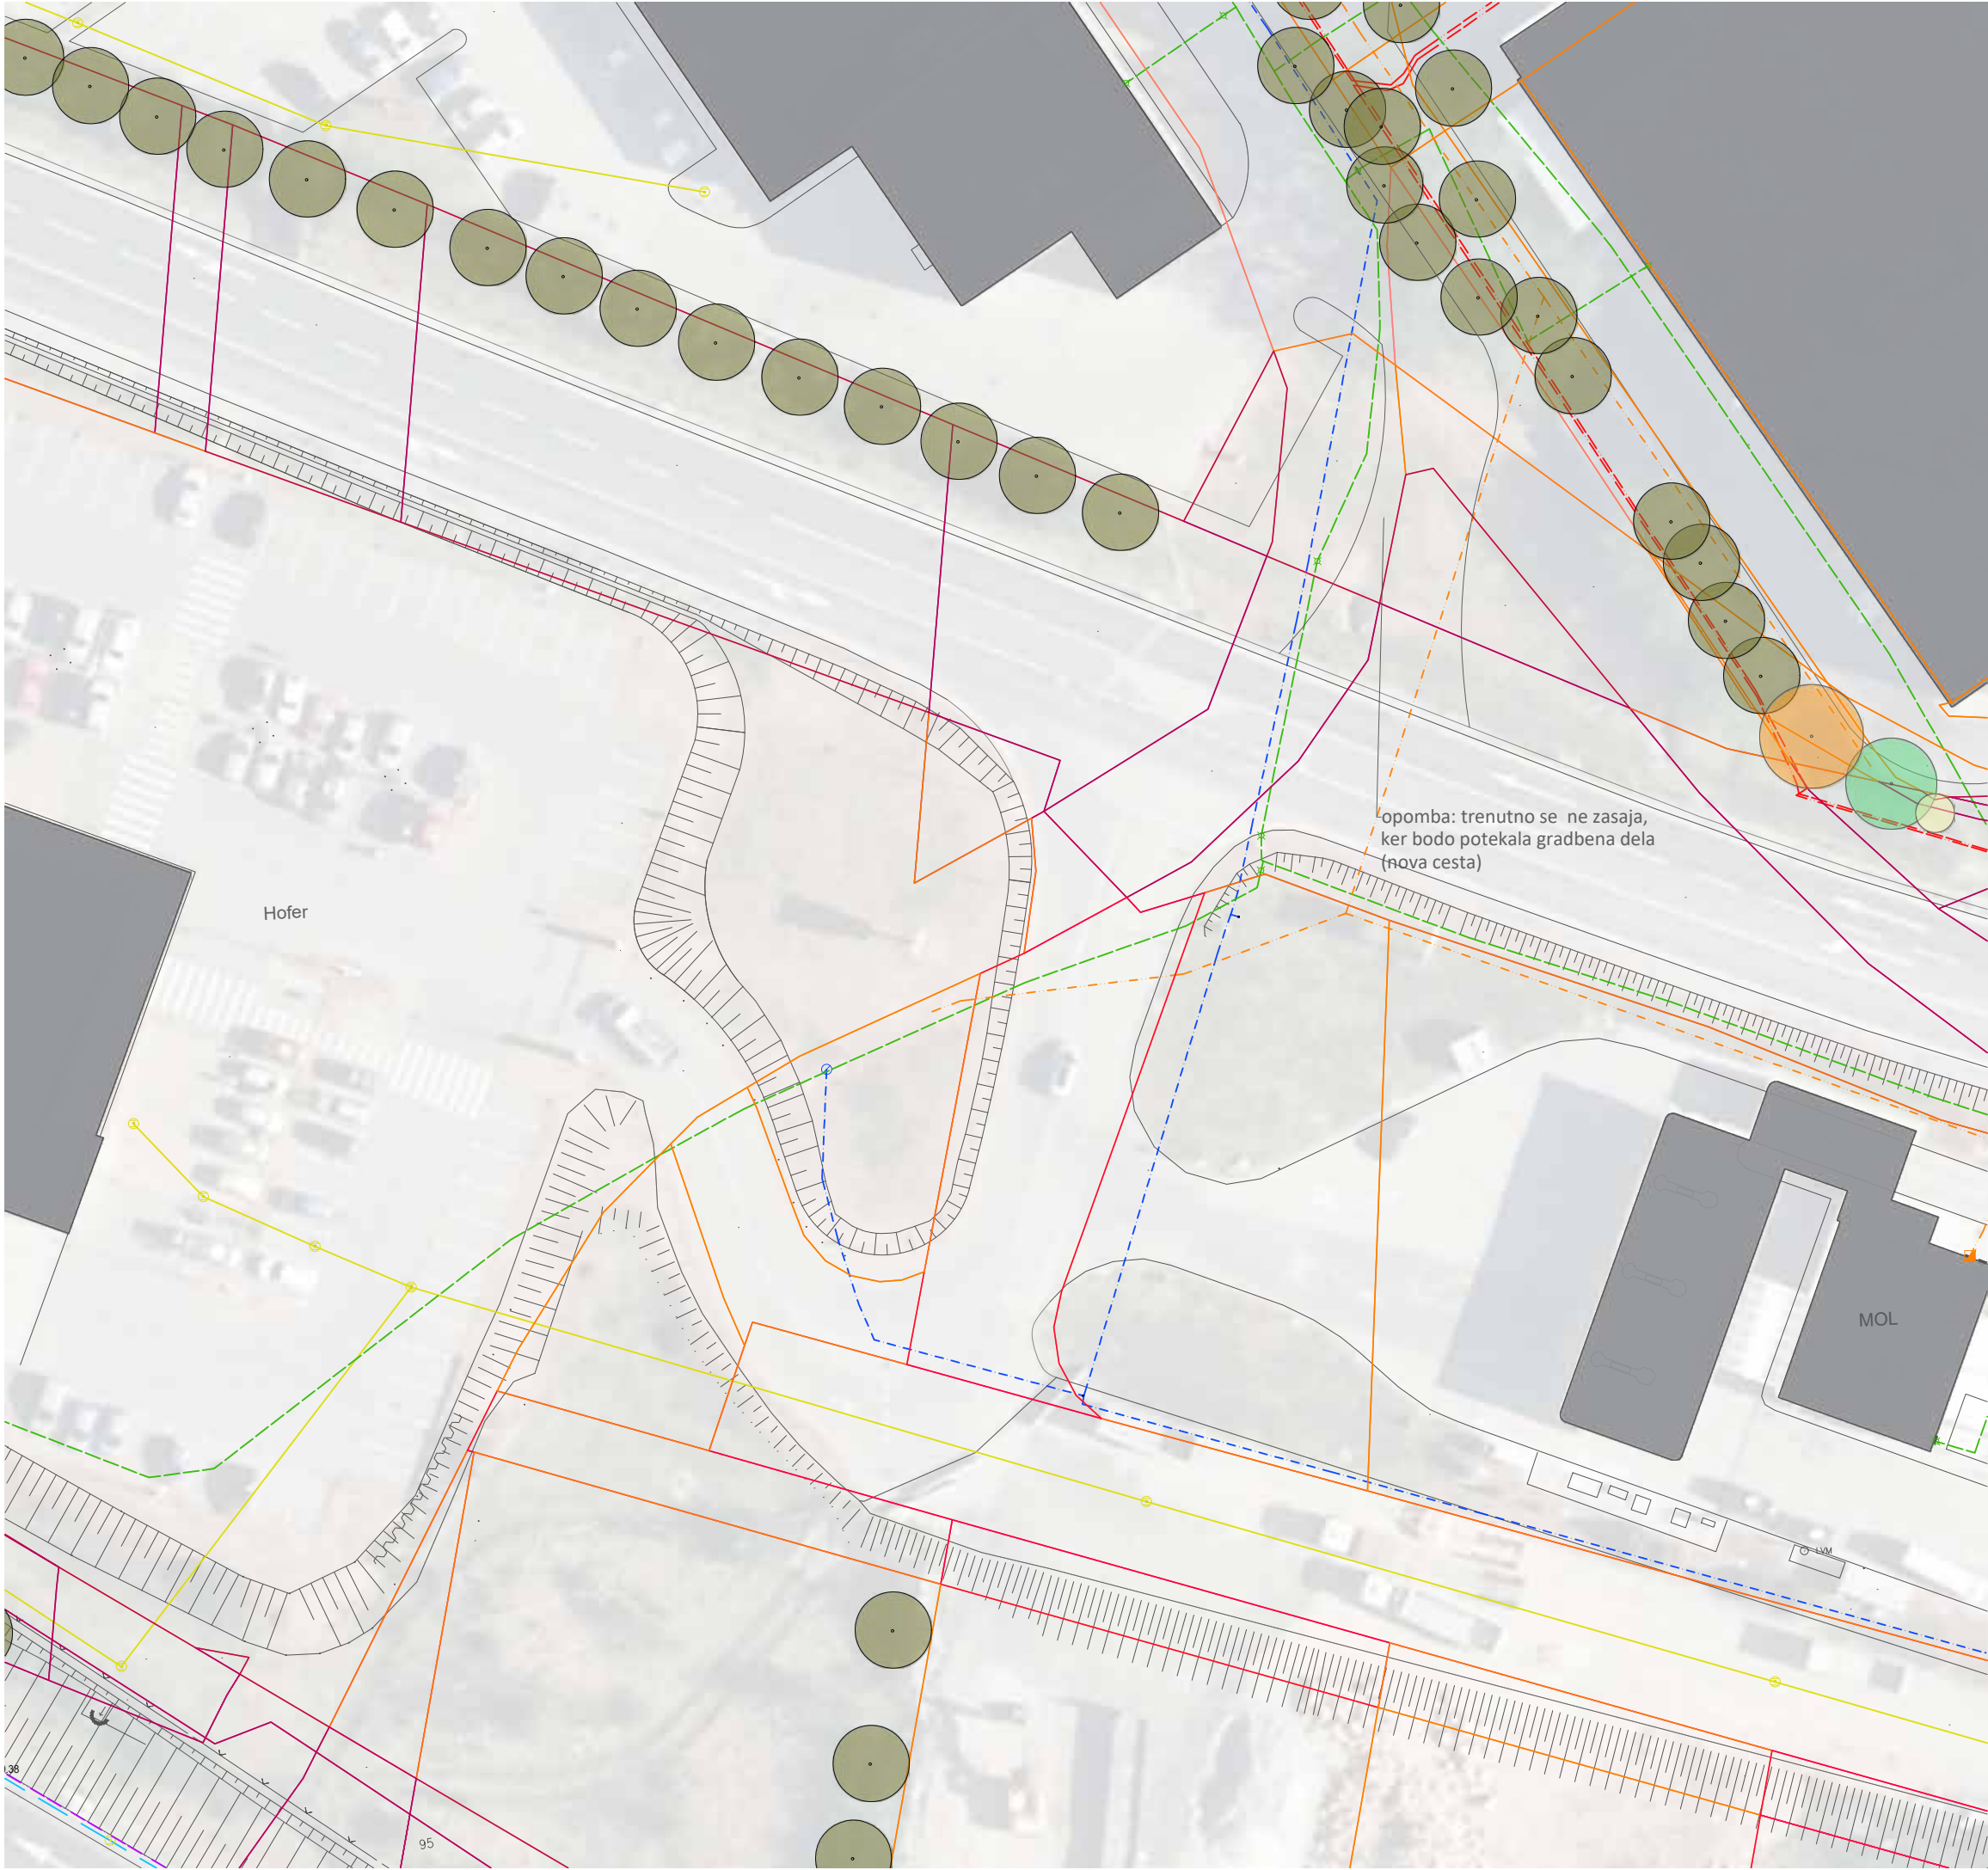 opomba: trenutno se ne zasaja,
ker bodo potekala gradbena dela
(nova cesta)
Hofer
MOL
LVM
95